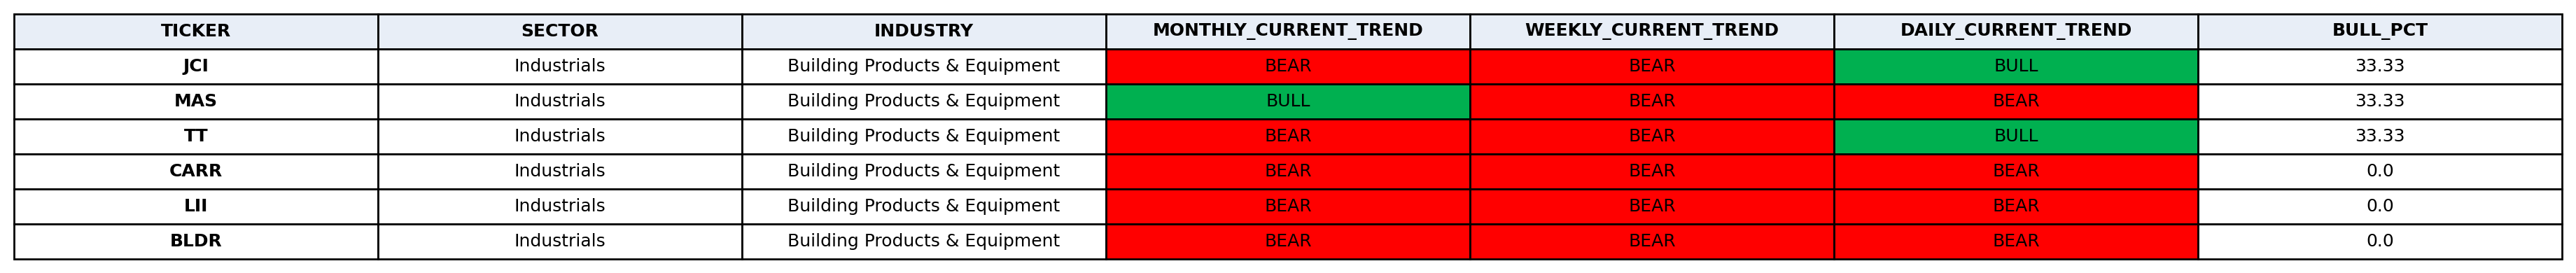 TICKER SECTOR INDUSTRY MONTHLY_CURRENT_TREND WEEKLY_CURRENT_TREND DAILY_CURRENT_TREND BULL_PCT
JCI Industrials Building Products & Equipment BEAR BEAR BULL 33.33
MAS Industrials Building Products & Equipment BULL BEAR BEAR 33.33
TT Industrials Building Products & Equipment BEAR BEAR BULL 33.33
CARR Industrials Building Products & Equipment BEAR BEAR BEAR 0.0
LII Industrials Building Products & Equipment BEAR BEAR BEAR 0.0
BLDR Industrials Building Products & Equipment BEAR BEAR BEAR 0.0